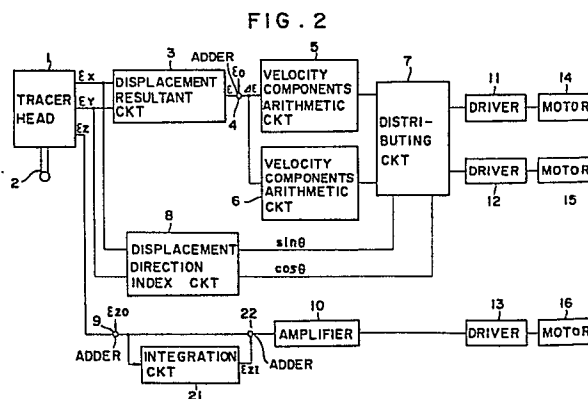 FIG. 2
1
TRACER
HEAD
2
εX
εY
εZ
3
DISPLACEMENT
RESULTANT
CKT
ADDER
ε0
ε
Δε
4
5
VELOCITY
COMPONENTS
ARITHMETIC
CKT
VELOCITY
COMPONENTS
ARITHMETIC
CKT
6
7
DISTRI-
BUTING
CKT
11
DRIVER
14
MOTOR
DRIVER
12
MOTOR
15
8
DISPLACEMENT
DIRECTION
INDEX CKT
sinθ
cosθ
εZ0
9
ADDER
INTEGRATION
CKT
21
22
ADDER
εZI
10
AMPLIFIER
13
DRIVER
16
MOTOR